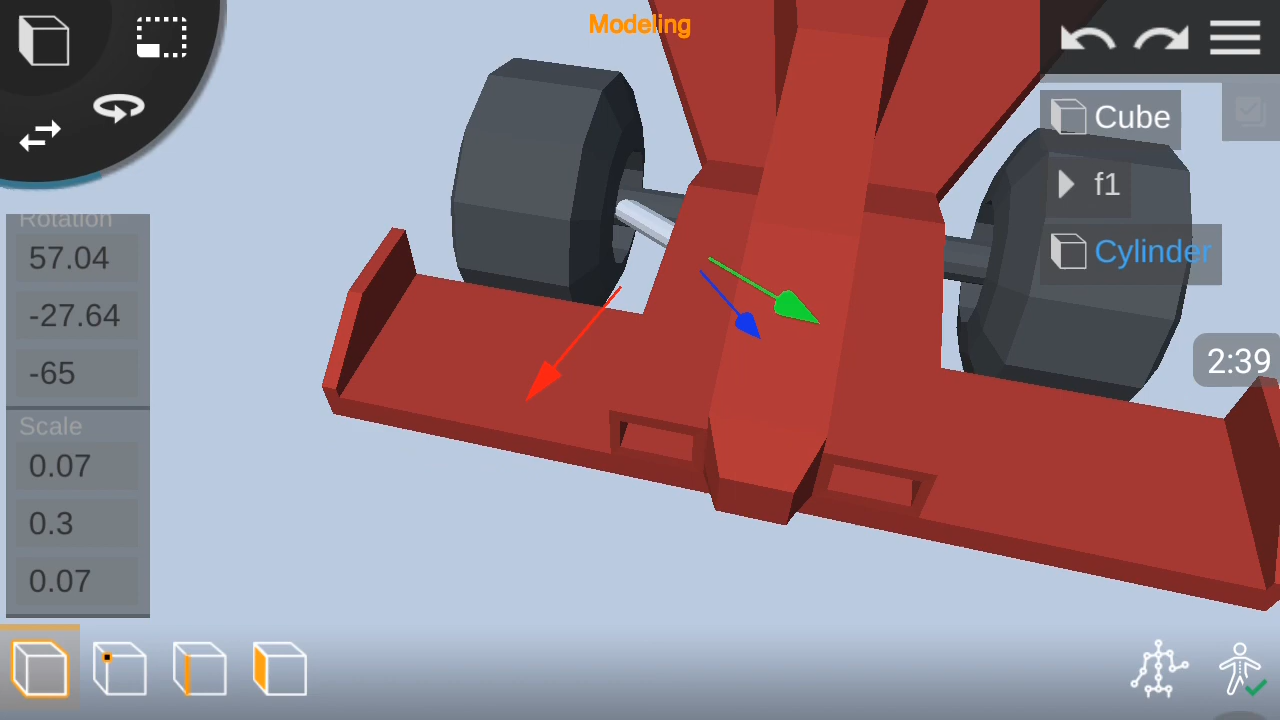 Modeling
Cube
f1
Cylinder
2:39
Rotation
57.04
-27.64
-65
Scale
0.07
0.3
0.07